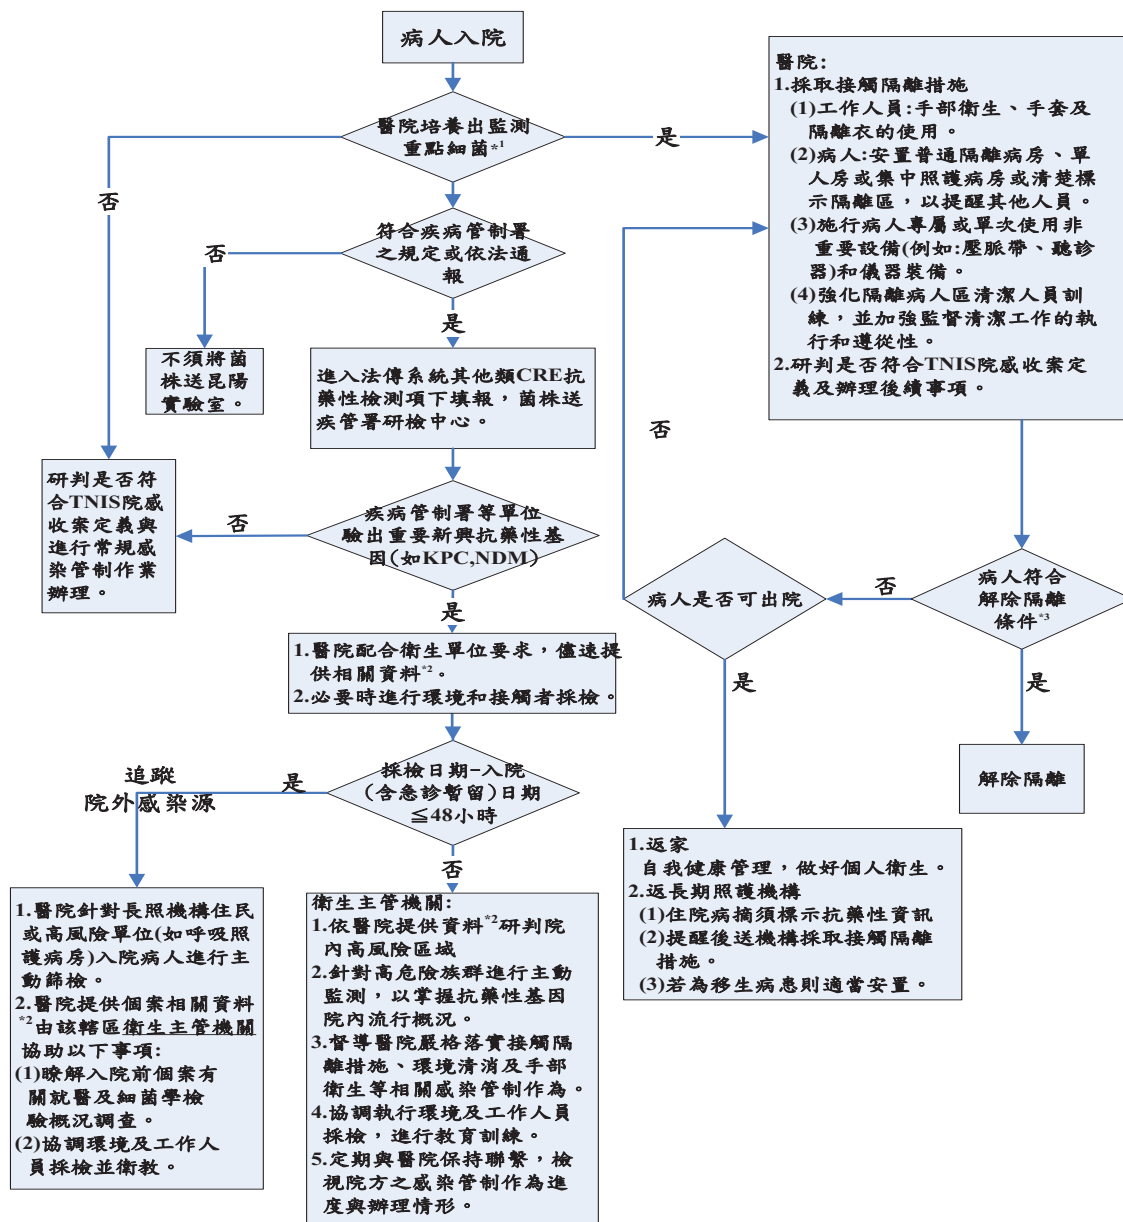 病人入院
醫院培養出監測
重點細菌*1
是
否
符合疾病管制署
之規定或依法通
報
否
是
不須將菌
株送昆陽
實驗室。
進入法傳系統其他類CRE抗
藥性檢測項下填報，菌株送
疾管署研檢中心。
疾病管制署等單位
驗出重要新興抗藥性基
因(如KPC,NDM)
否
是
研判是否符
合TNIS院感
收案定義與
進行常規感
染管制作業
辦理。
1.醫院配合衛生單位要求，儘速提
供相關資料*2。
2.必要時進行環境和接觸者採檢。
採檢日期-入院
(含急診暫留)日期
≦48小時
是
追蹤
院外感染源
否
1.醫院針對長照機構住民
或高風險單位(如呼吸照
護病房)入院病人進行主
動篩檢。
2.醫院提供個案相關資料
*2由該轄區衛生主管機關
協助以下事項:
(1)瞭解入院前個案有
關就醫及細菌學檢
驗概況調查。
(2)協調環境及工作人
員採檢並衛教。
衛生主管機關:
1.依醫院提供資料*2研判院
內高風險區域
2.針對高危險族群進行主動
監測，以掌握抗藥性基因
院內流行概況。
3.督導醫院嚴格落實接觸隔
離措施、環境清消及手部
衛生等相關感染管制作為。
4.協調執行環境及工作人員
採檢，進行教育訓練。
5.定期與醫院保持聯繫，檢
視院方之感染管制作為進
度與辦理情形。
醫院:
1.採取接觸隔離措施
(1)工作人員:手部衛生、手套及
隔離衣的使用。
(2)病人:安置普通隔離病房、單
人房或集中照護病房或清楚標
示隔離區，以提醒其他人員。
(3)施行病人專屬或單次使用非
重要設備(例如:壓脈帶、聽診
器)和儀器裝備。
(4)強化隔離病人區清潔人員訓
練，並加強監督清潔工作的執
行和遵從性。
2.研判是否符合TNIS院感收案定
義及辦理後續事項。
病人符合
解除隔離
條件*3
否
是
解除隔離
病人是否可出院
否
是
1.返家
自我健康管理，做好個人衛生。
2.返長期照護機構
(1)住院病摘須標示抗藥性資訊
(2)提醒後送機構採取接觸隔離
措施。
(3)若為移生病患則適當安置。